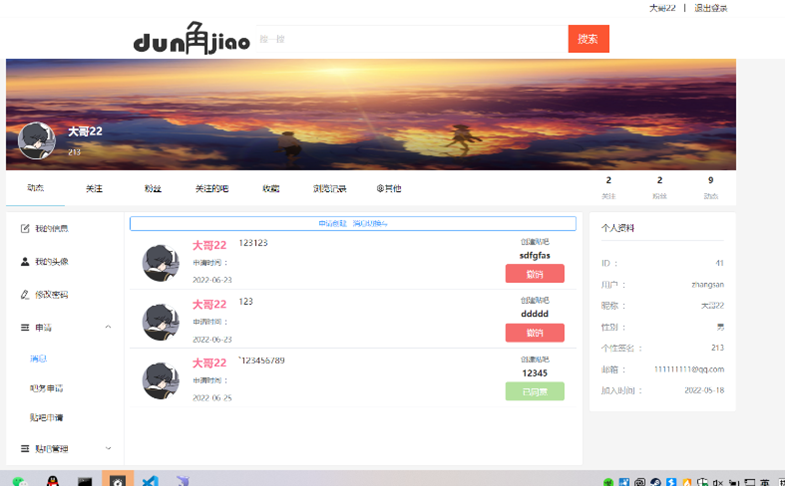 大哥22 | 退出登录
dun角jiao 搜一搜 搜索
大哥22
213
动态 关注 粉丝 关注的吧 收藏 浏览记录 @其他
2 2 9
关注 粉丝 动态
我的信息
我的头像
修改密码
申请
消息
吧务申请
贴吧申请
贴吧管理
大哥22 123123
申请时间：
2022-06-23
创建贴吧
sdfgfas
撤销
大哥22 123
申请时间：
2022-06-23
创建贴吧
ddddd
撤销
大哥22 `123456789
申请时间：
2022-06-25
创建贴吧
12345
已同意
个人资料
ID： 41
用户： zhangsan
昵称： 大哥22
性别： 男
个性签名： 213
邮箱： 111111111@qq.com
加入时间： 2022-05-18
英